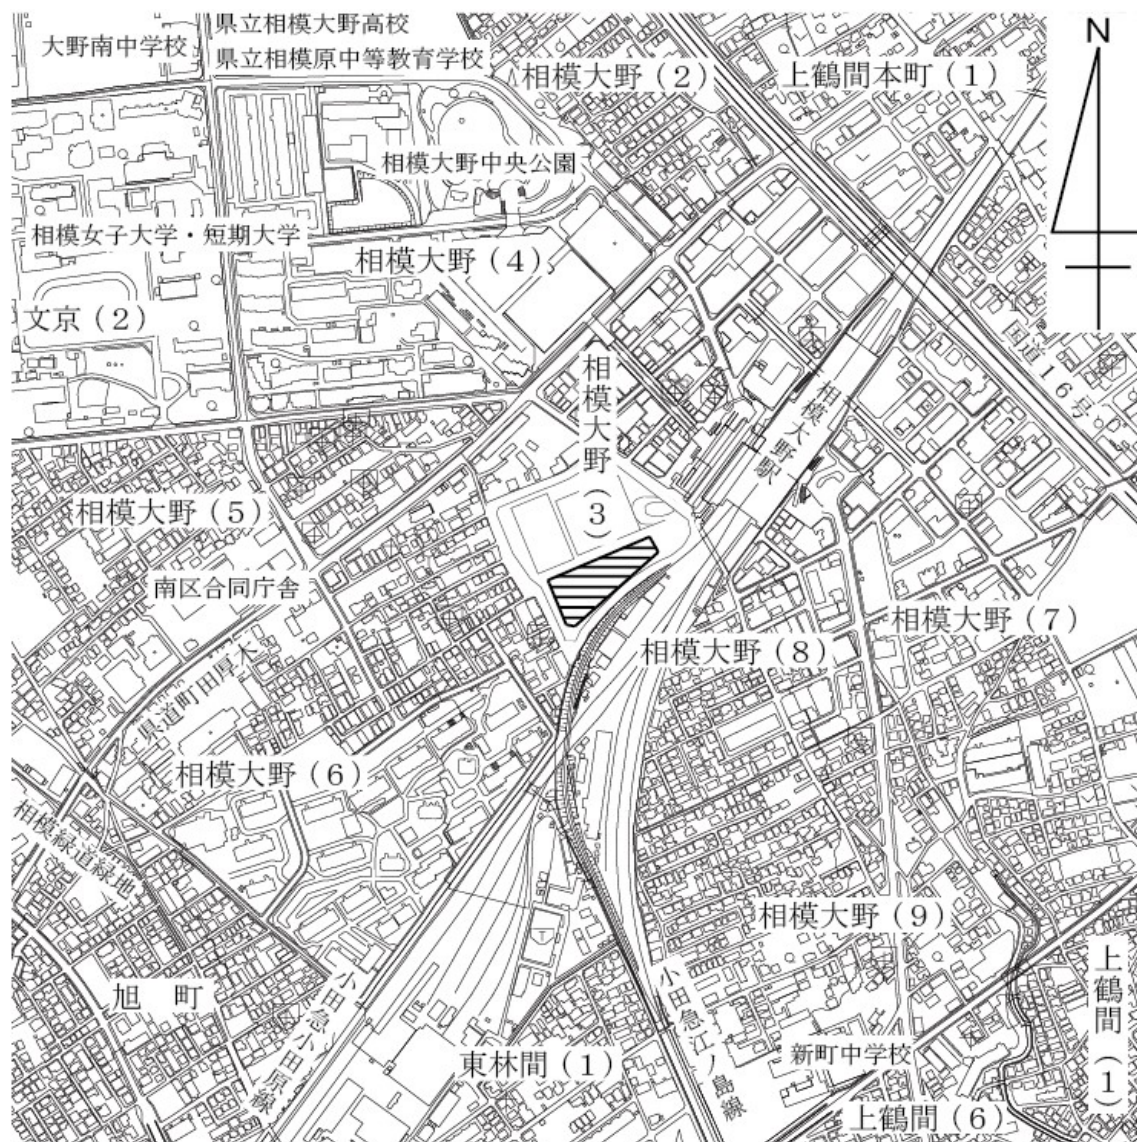 県立相模大野高校
大野南中学校
県立相模原中等教育学校
相模大野（2）
上鶴間本町（1）
N
相模大野中央公園
相模女子大学・短期大学
相模大野（4）
文京（2）
国道16号
相模大野（3）
相模大野駅
相模大野（5）
南区合同庁舎
相模大野（7）
相模大野（8）
県道町田厚木
相模大野（6）
相模緑道緑地
相模大野（9）
旭町
小田急小田原線
小田急江ノ島線
上鶴間（1）
東林間（1）
新町中学校
上鶴間（6）